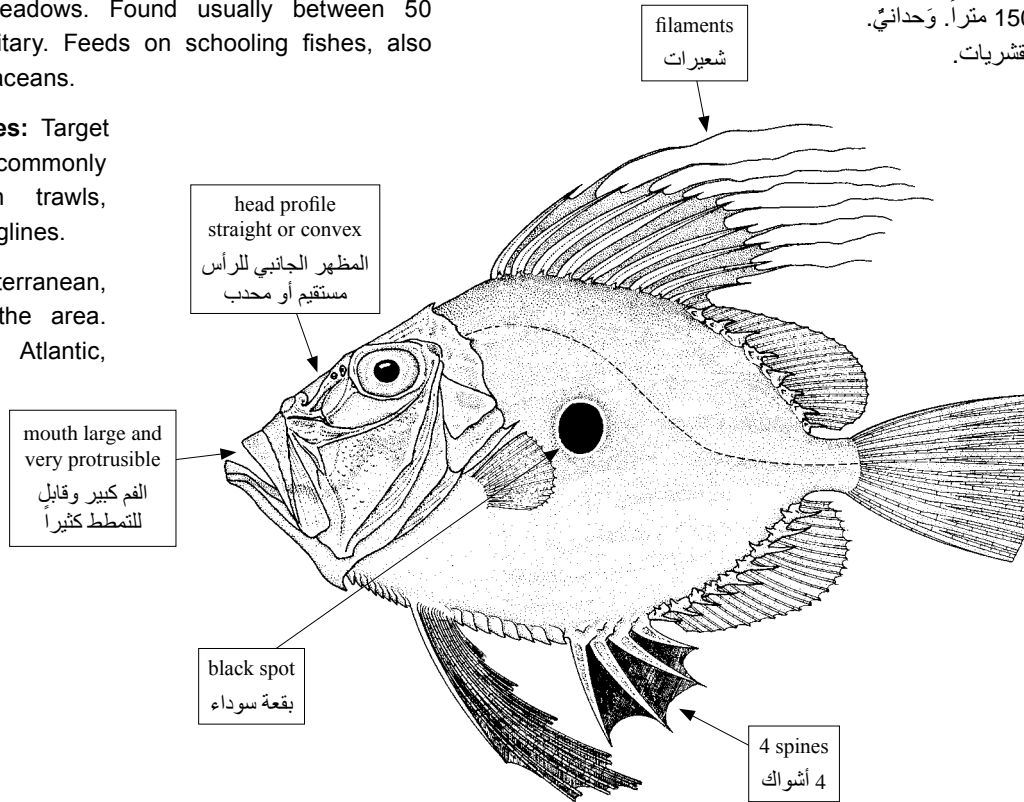 eadows. Found usually between 50
itary. Feeds on schooling fishes, also
aceans.
es: Target
commonly
trawls,
glines.
terranean,
the area.
Atlantic,
متراً. وَحدانيٌّ.
قشريات.
filaments
شعيرات
head profile
straight or convex
المظهر الجانبي للرأس
مستقيم أو محدب
mouth large and
very protrusible
الفم كبير وقابل
للتمطط كثيراً
black spot
بقعة سوداء
4 spines
4 أشواك